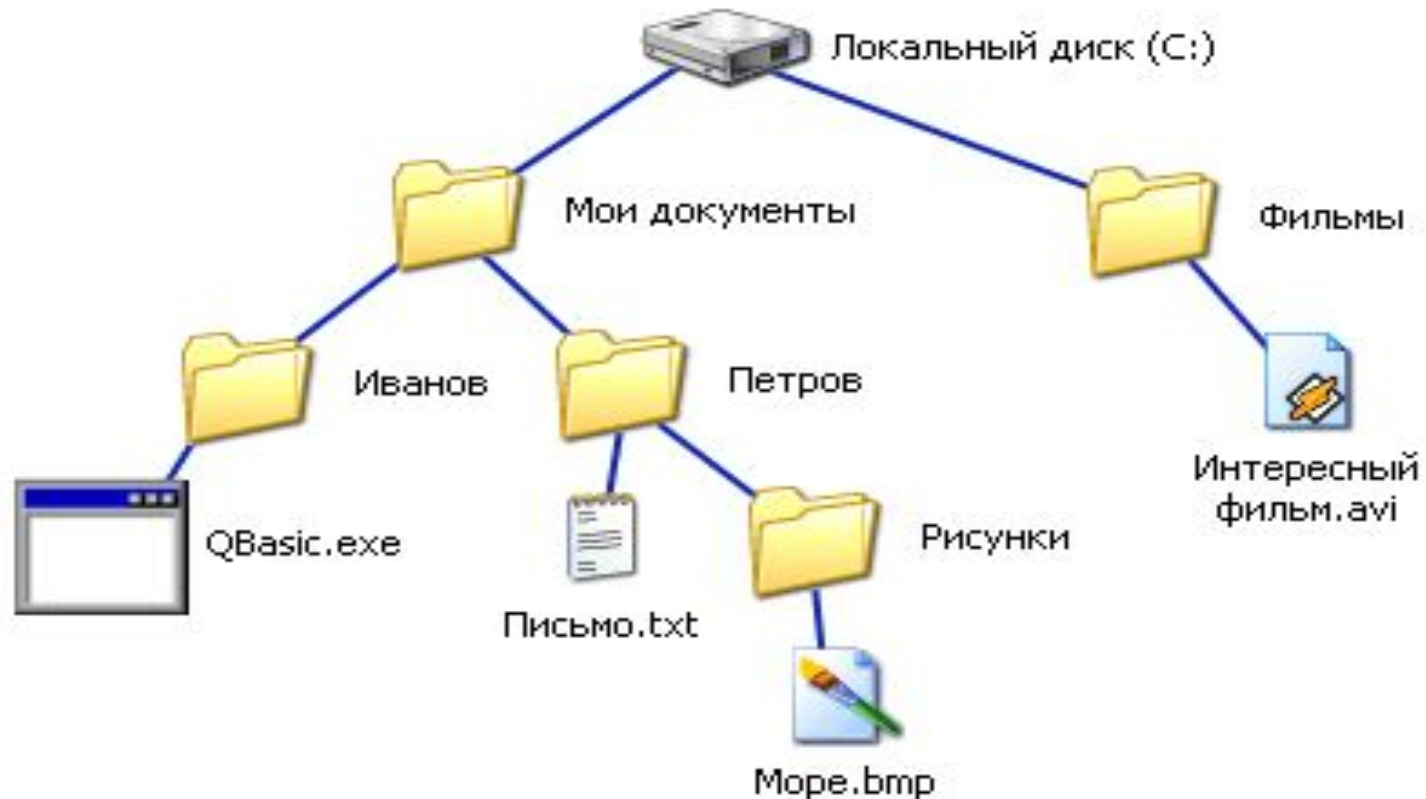 Локальный диск (C:)
Мои документы
Фильмы
Иванов
Петров
Интересный
фильм.avi
QBasic.exe
Рисунки
Письмо.txt
Море.bmp